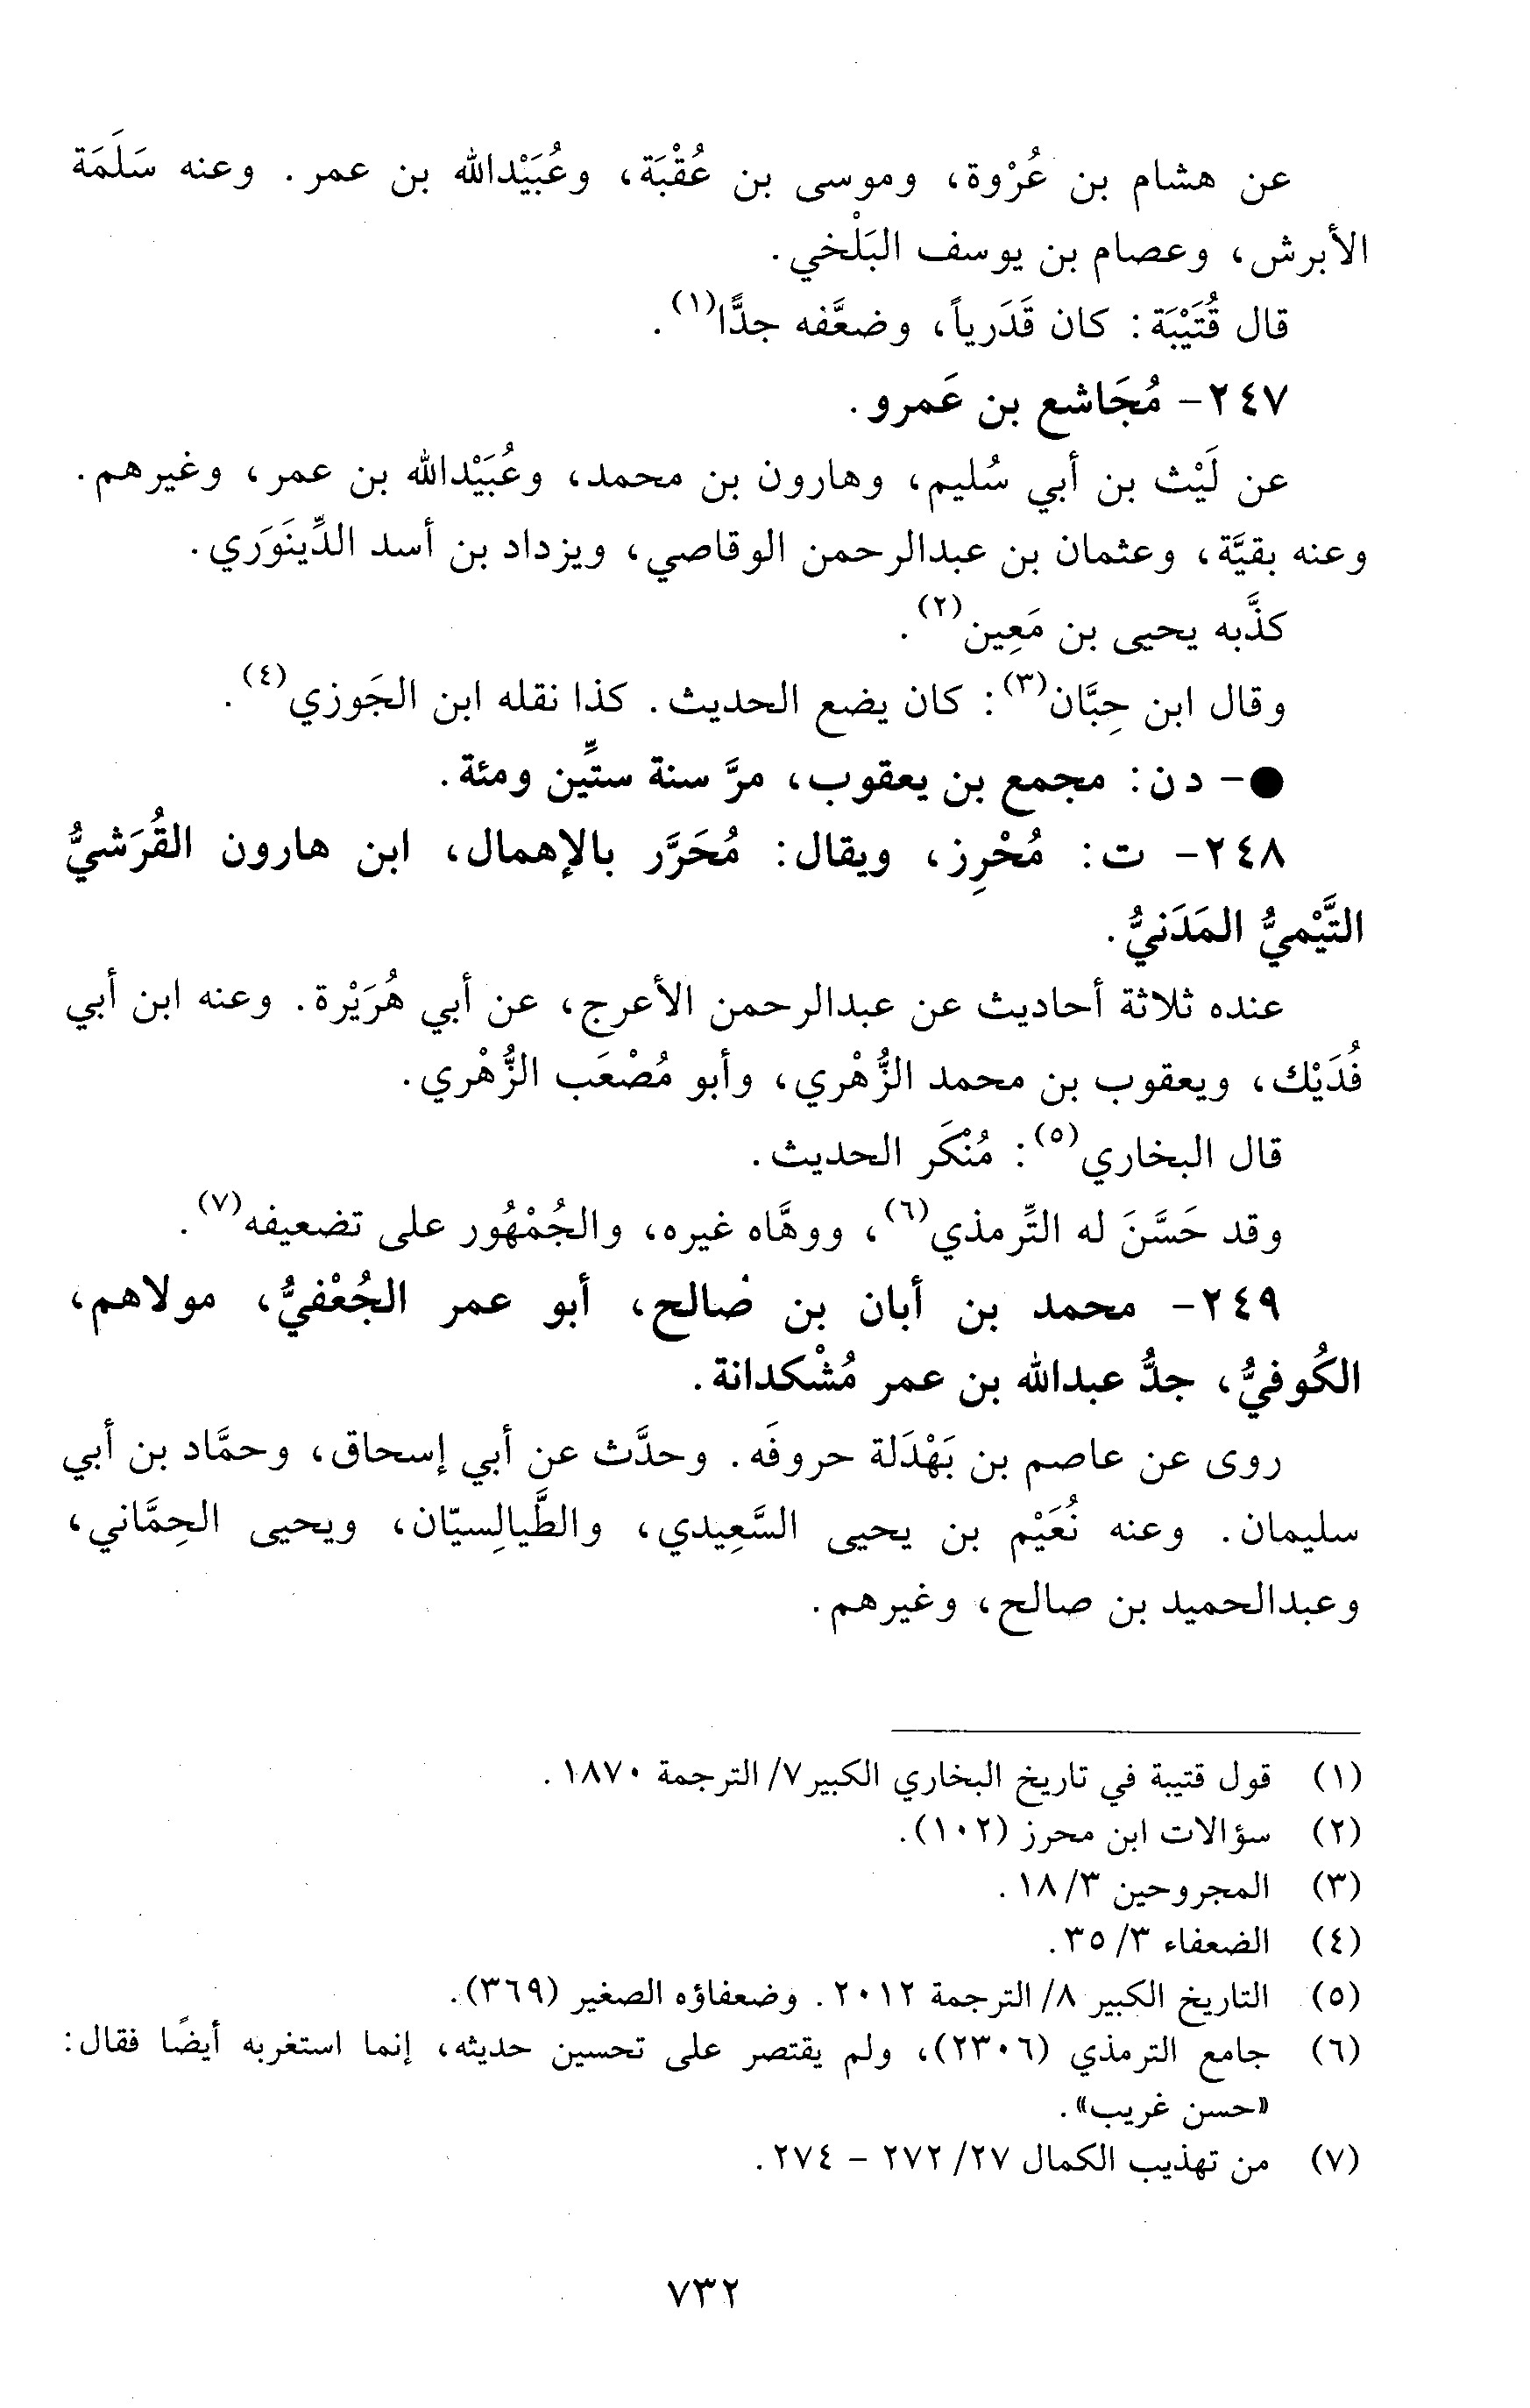 عن هشام بن عُرْوة، وموسى بن عُقْبَة، وعُبَيْدالله بن عمر. وعنه سَلَمَة
الأبرش، وعصام بن يوسف البَلْخي.
قال قُتَيْبَة: كان قَدَرياً، وضعَّفه جدًّا(١).
٢٤٧- مُجَاشع بن عَمرو.
عن لَيْث بن أبي سُليم، وهارون بن محمد، وعُبَيْدالله بن عمر، وغيرهم.
وعنه بقيَّة، وعثمان بن عبدالرحمن الوقاصي، ويزداد بن أسد الدِّينَوَري.
كذَّبه يحيى بن مَعِين(٢).
وقال ابن حِبَّان(٣): كان يضع الحديث. كذا نقله ابن الجَوزي(٤).
●- د ن: مجمع بن يعقوب، مرَّ سنة ستِّين ومئة.
٢٤٨- ت: مُحْرِز، ويقال: مُحَرَّر بالإهمال، ابن هارون القُرَشيُّ
التَّيْميُّ المَدَنيُّ.
عنده ثلاثة أحاديث عن عبدالرحمن الأعرج، عن أبي هُرَيْرة. وعنه ابن أبي
فُدَيْك، ويعقوب بن محمد الزُّهْري، وأبو مُصْعَب الزُّهْري.
قال البخاري(٥): مُنْكَر الحديث.
وقد حَسَّنَ له التِّرمذي(٦)، ووهَّاه غيره، والجُمْهُور على تضعيفه(٧).
٢٤٩- محمد بن أبان بن صالح، أبو عمر الجُعْفيُّ، مولاهم،
الكُوفيُّ، جدُّ عبدالله بن عمر مُشْكدانة.
روى عن عاصم بن بَهْدَلة حروفَه. وحدَّث عن أبي إسحاق، وحمَّاد بن أبي
سليمان. وعنه نُعَيْم بن يحيى السَّعِيدي، والطَّيالِسيّان، ويحيى الحِمَّاني،
وعبدالحميد بن صالح، وغيرهم.
(١) قول قتيبة في تاريخ البخاري الكبير٧/ الترجمة ١٨٧٠.
(٢) سؤالات ابن محرز (١٠٢).
(٣) المجروحين ٣/ ١٨.
(٤) الضعفاء ٣/ ٣٥.
(٥) التاريخ الكبير ٨/ الترجمة ٢٠١٢. وضعفاؤه الصغير (٣٦٩).
(٦) جامع الترمذي (٢٣٠٦)، ولم يقتصر على تحسين حديثه، إنما استغربه أيضًا فقال:
«حسن غريب».
(٧) من تهذيب الكمال ٢٧/ ٢٧٢ - ٢٧٤.
٧٣٢